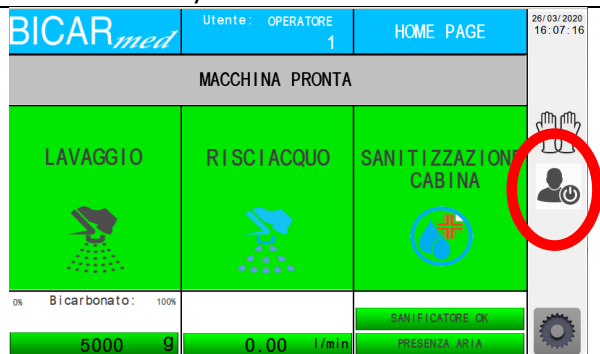 BICARmed
Utente: OPERATORE
1
HOME PAGE
26/03/2020
16:07:16
MACCHINA PRONTA
LAVAGGIO
RISCIACQUO
SANITIZZAZIONE
CABINA
0% Bicarbonato: 100%
5000 g
0.00 l/min
SANIFICATORE OK
PRESENZA ARIA